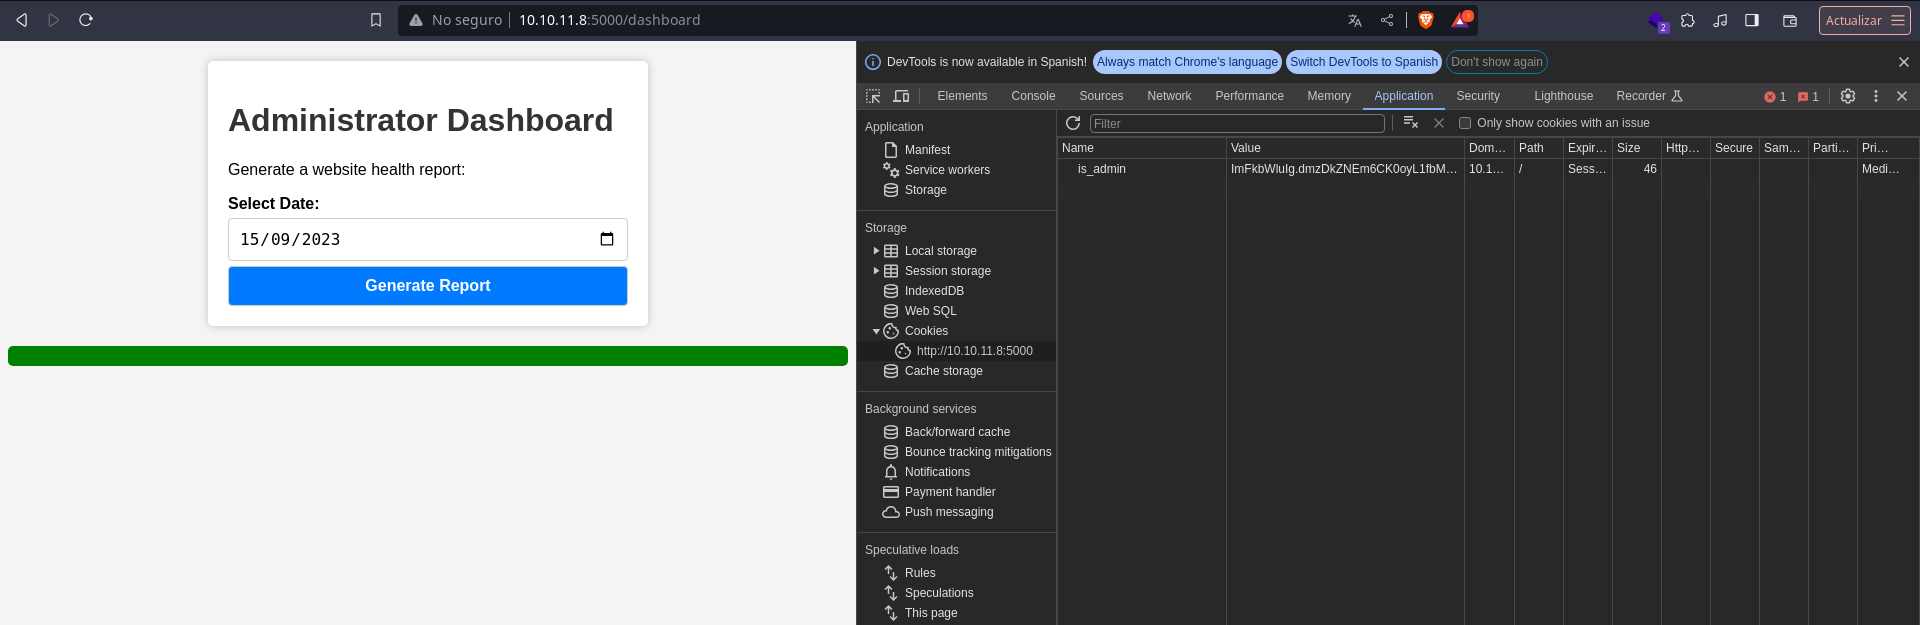 No seguro
10.10.11.8:5000/dashboard
2
Actualizar
Administrator Dashboard
Generate a website health report:
Select Date:
15/09/2023
Generate Report
DevTools is now available in Spanish!
Always match Chrome's language
Switch DevTools to Spanish
Don't show again
Elements
Console
Sources
Network
Performance
Memory
Application
Security
Lighthouse
Recorder
1
1
Application
Manifest
Service workers
Storage
Storage
Local storage
Session storage
IndexedDB
Web SQL
Cookies
http://10.10.11.8:5000
Cache storage
Background services
Back/forward cache
Bounce tracking mitigations
Notifications
Payment handler
Push messaging
Speculative loads
Rules
Speculations
This page
Filter
Only show cookies with an issue
Name Value Dom… Path Expir… Size Http… Secure Sam… Parti… Pri…
is_admin ImFkbWluIg.dmzDkZNEm6CK0oyL1fbM… 10.1… / Sess… 46 Medi…